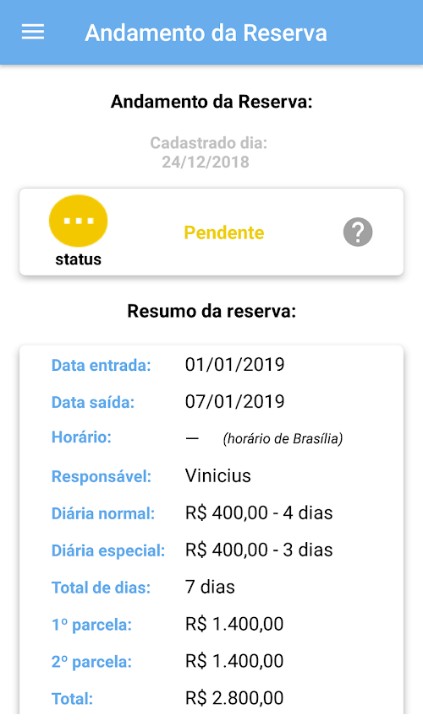 Andamento da Reserva
Andamento da Reserva:
Cadastrado dia:
24/12/2018
Pendente
?
status
Resumo da reserva:
Data entrada: 01/01/2019
Data saída: 07/01/2019
Horário: — (horário de Brasília)
Responsável: Vinicius
Diária normal: R$ 400,00 - 4 dias
Diária especial: R$ 400,00 - 3 dias
Total de dias: 7 dias
1º parcela: R$ 1.400,00
2º parcela: R$ 1.400,00
Total: R$ 2.800,00